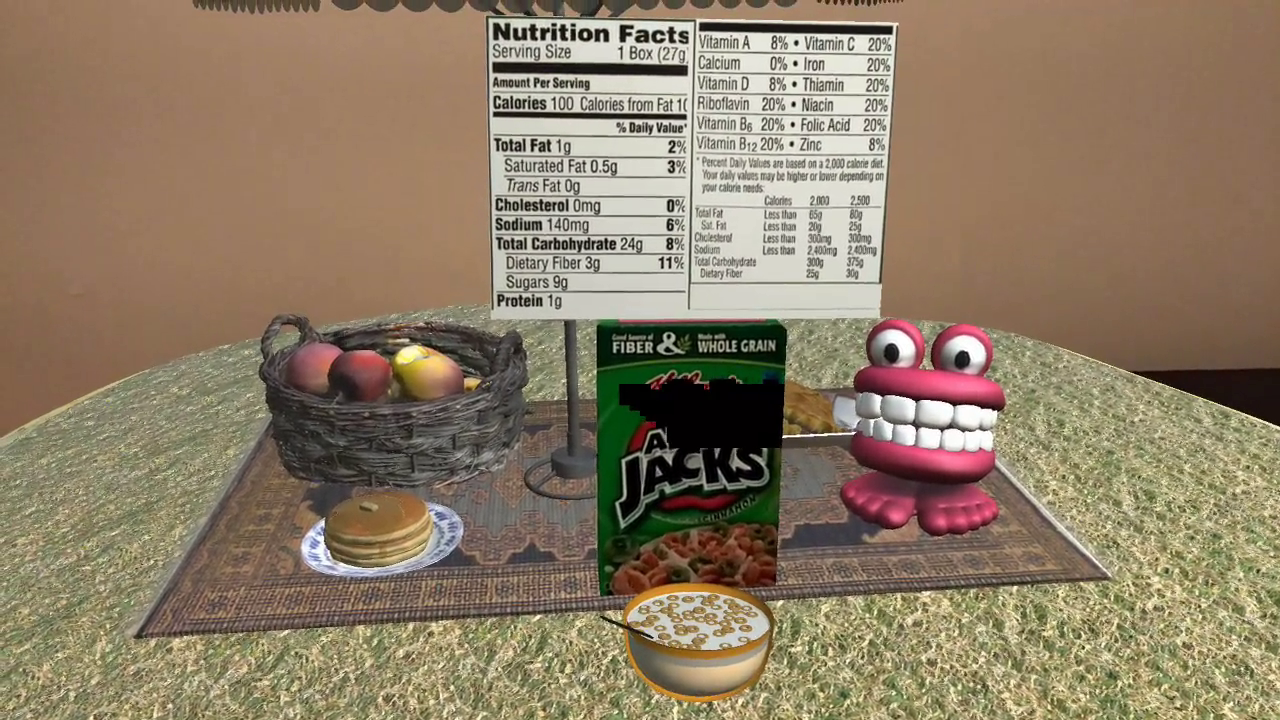 Nutrition Facts
Serving Size 1 Box (27g
Amount Per Serving
Calories 100 Calories from Fat 10
% Daily Value*
Total Fat 1g 2%
Saturated Fat 0.5g 3%
Trans Fat 0g
Cholesterol 0mg 0%
Sodium 140mg 6%
Total Carbohydrate 24g 8%
Dietary Fiber 3g 11%
Sugars 9g
Protein 1g
Vitamin A 8% • Vitamin C 20%
Calcium 0% • Iron 20%
Vitamin D 8% • Thiamin 20%
Riboflavin 20% • Niacin 20%
Vitamin B6 20% • Folic Acid 20%
Vitamin B12 20% • Zinc 8%
* Percent Daily Values are based on a 2,000 calorie diet.
Your daily values may be higher or lower depending on
your calorie needs:
Calories 2,000 2,500
Total Fat Less than 65g 80g
Sat. Fat Less than 20g 25g
Cholesterol Less than 300mg 300mg
Sodium Less than 2,400mg 2,400mg
Total Carbohydrate 300g 375g
Dietary Fiber 25g 30g
Good Source of FIBER & Made with WHOLE GRAIN
A
JACKS
CINNAMON